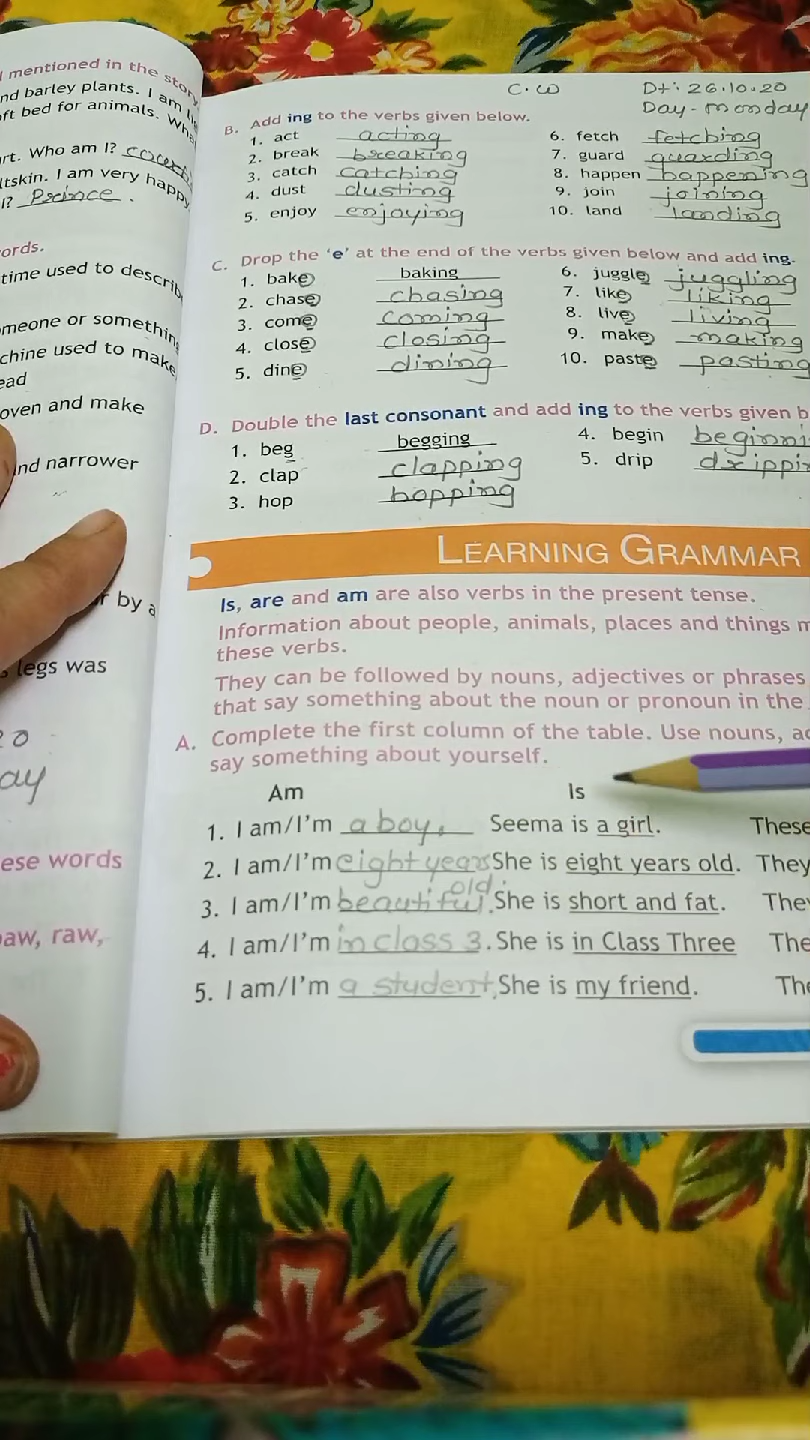 mentioned in the story
nd barley plants. I am
ft bed for animals.
rt. Who am I?
tskin. I am very happy
i? Prince.
ords.
time used to describ
meone or somethin
chine used to make
ead
oven and make
nd narrower
by a
legs was
20
ay
ese words
aw, raw,
C.W Dt: 26.10.20
Day - monday
B. Add ing to the verbs given below.
1. act acting 6. fetch fetching
2. break breaking 7. guard guarding
3. catch catching 8. happen happening
4. dust dusting 9. join joining
5. enjoy enjoying 10. land landing
C. Drop the 'e' at the end of the verbs given below and add ing.
1. bake baking 6. juggle juggling
2. chase chasing 7. like liking
3. come coming 8. live living
4. close closing 9. make making
5. dine dining 10. paste pasting
D. Double the last consonant and add ing to the verbs given b
1. beg begging 4. begin beginni
2. clap clapping 5. drip drippi
3. hop hopping
LEARNING GRAMMAR
Is, are and am are also verbs in the present tense.
Information about people, animals, places and things m
these verbs.
They can be followed by nouns, adjectives or phrases
that say something about the noun or pronoun in the
A. Complete the first column of the table. Use nouns, ad
say something about yourself.
Am Is
1. I am/I'm a boy. Seema is a girl. These
2. I am/I'm eight years old. She is eight years old. They
3. I am/I'm beautiful. She is short and fat. The
4. I am/I'm in class 3. She is in Class Three The
5. I am/I'm a student. She is my friend. The